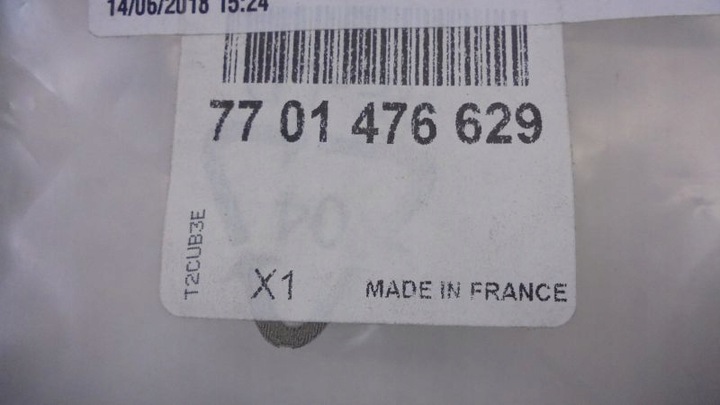 14/06/2018 15:24
77 01 476 629
T2CUB3E
X1 MADE IN FRANCE